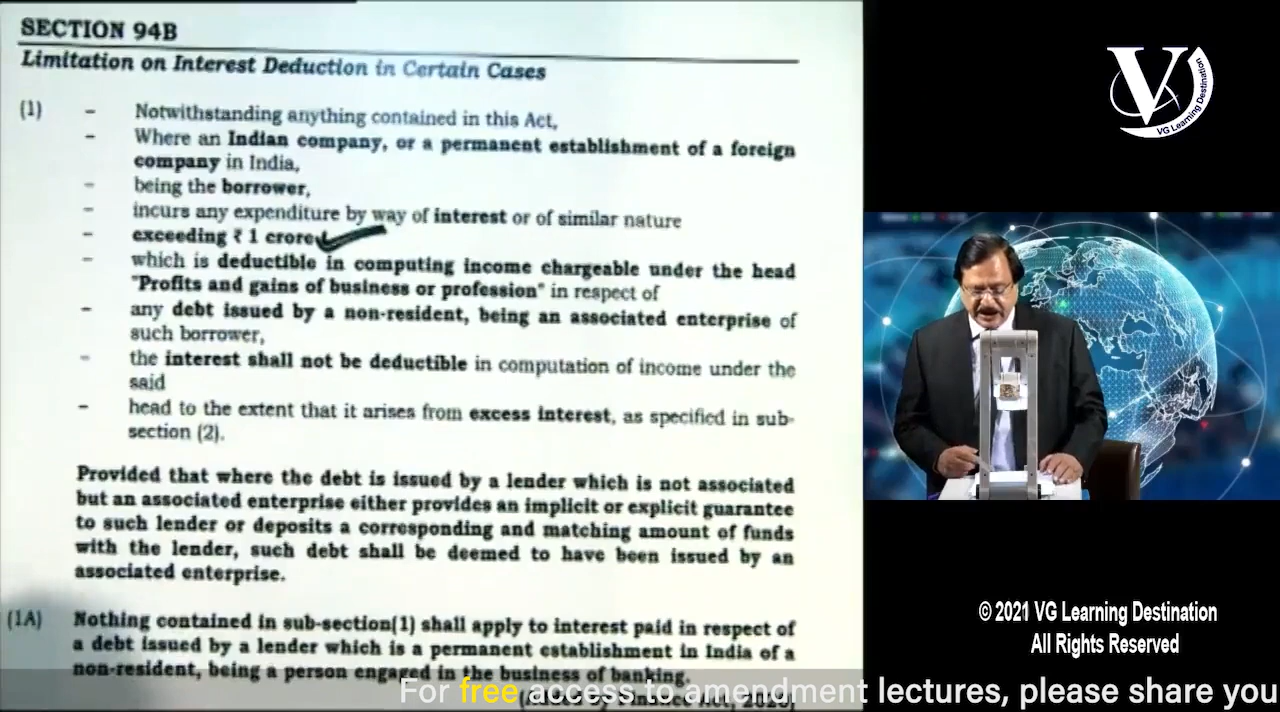 SECTION 94B
Limitation on Interest Deduction in Certain Cases
(1) - Notwithstanding anything contained in this Act,
- Where an Indian company, or a permanent establishment of a foreign
company in India,
- being the borrower,
- incurs any expenditure by way of interest or of similar nature
- exceeding ₹ 1 crore
- which is deductible in computing income chargeable under the head
"Profits and gains of business or profession" in respect of
- any debt issued by a non-resident, being an associated enterprise of
such borrower,
- the interest shall not be deductible in computation of income under the
said
- head to the extent that it arises from excess interest, as specified in sub-
section (2).
Provided that where the debt is issued by a lender which is not associated
but an associated enterprise either provides an implicit or explicit guarantee
to such lender or deposits a corresponding and matching amount of funds
with the lender, such debt shall be deemed to have been issued by an
associated enterprise.
(1A) Nothing contained in sub-section(1) shall apply to interest paid in respect of
a debt issued by a lender which is a permanent establishment in India of a
non-resident, being a person engaged in the business of banking.
by Finance Act,
V
VG Learning Destination
© 2021 VG Learning Destination
All Rights Reserved
For free access to amendment lectures, please share you